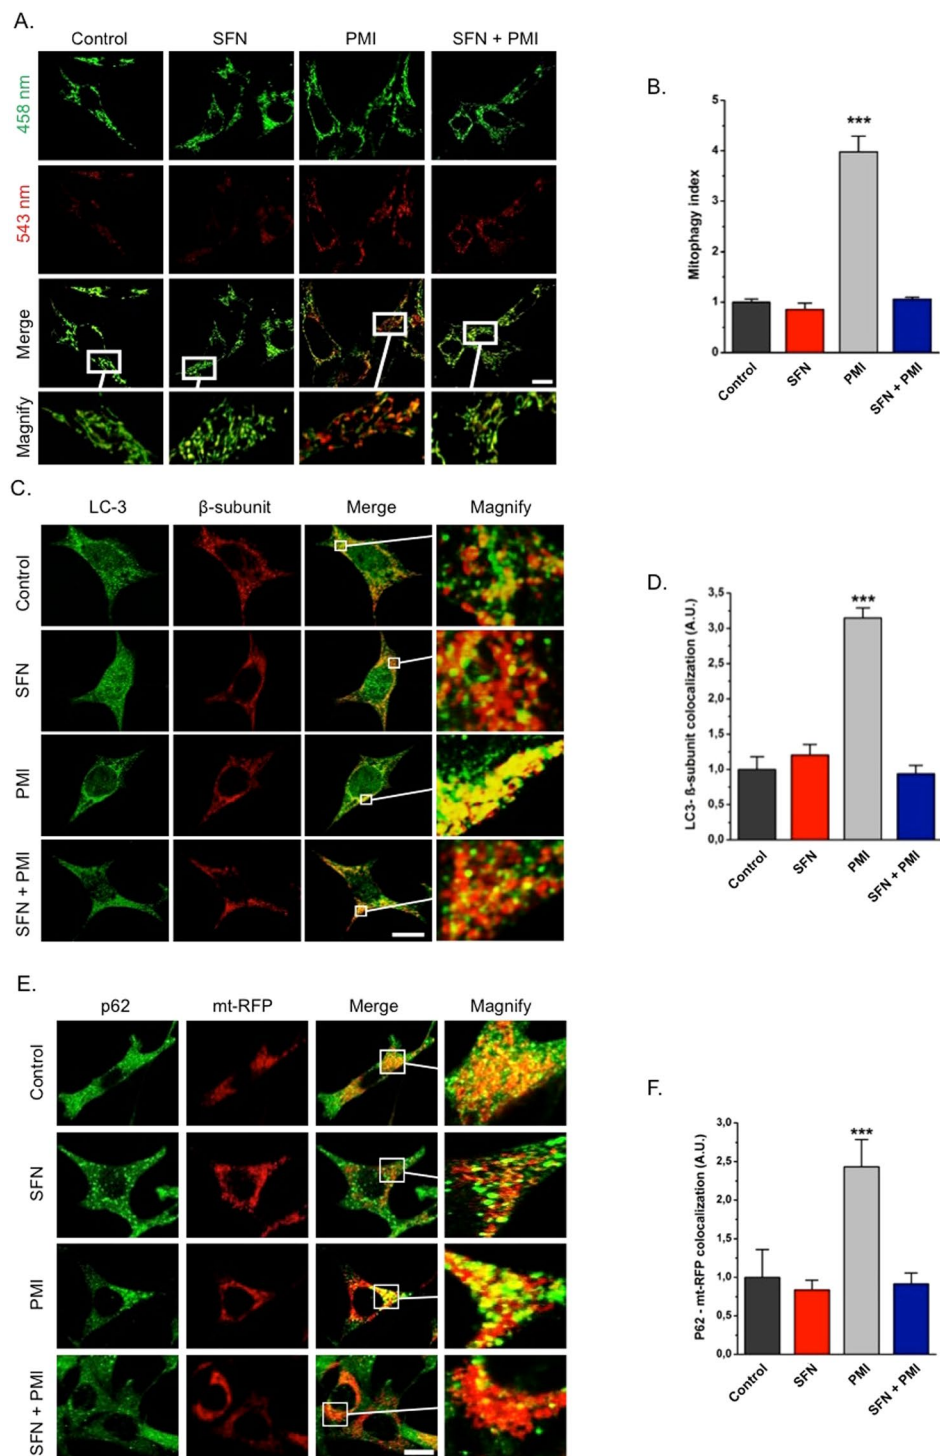 A.
Control SFN PMI SFN + PMI
458 nm
543 nm
Merge
Magnify
B.
Mitophagy index
5
4
3
2
1
0
Control SFN PMI SFN + PMI
***
C.
LC-3 β-subunit Merge Magnify
Control
SFN
PMI
SFN + PMI
D.
LC3- ß-subunit colocalization (A.U.)
3,5
3,0
2,5
2,0
1,5
1,0
0,5
0,0
Control SFN PMI SFN + PMI
***
E.
p62 mt-RFP Merge Magnify
Control
SFN
PMI
SFN + PMI
F.
P62 - mt-RFP colocalization (A.U.)
3,0
2,5
2,0
1,5
1,0
0,5
0,0
Control SFN PMI SFN + PMI
***